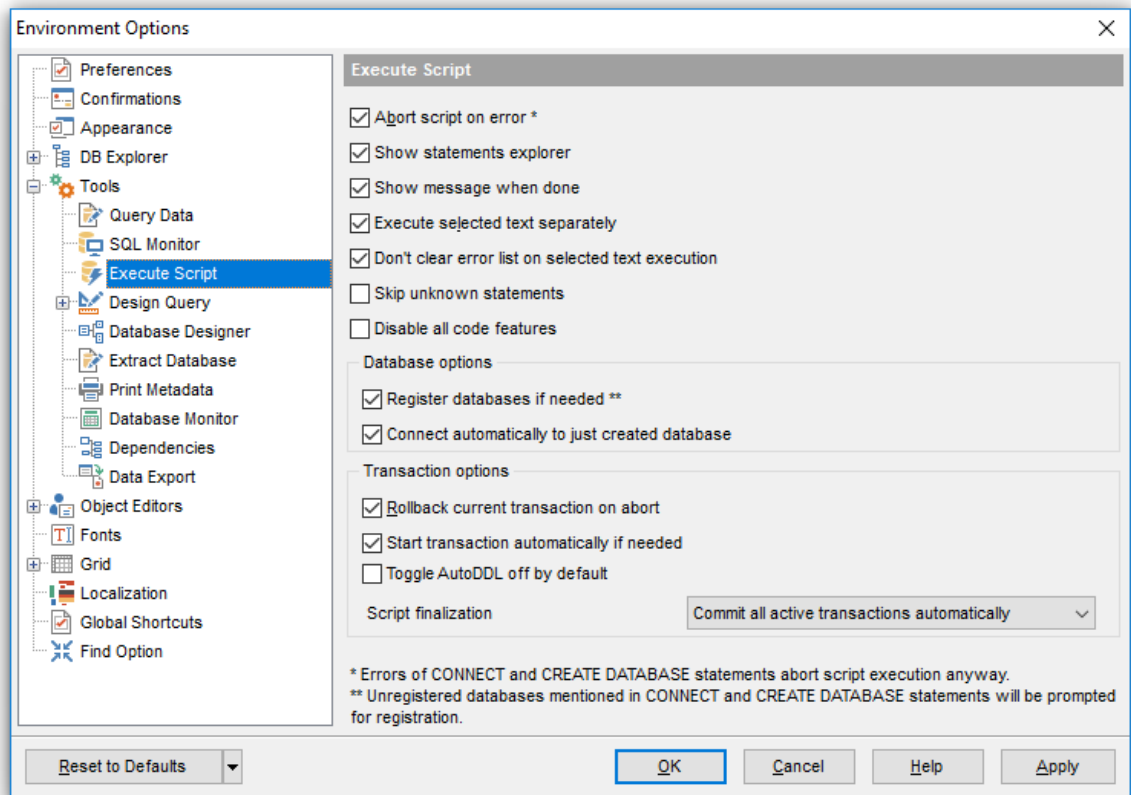 Environment Options
Preferences
Confirmations
Appearance
DB Explorer
Tools
Query Data
SQL Monitor
Execute Script
Design Query
Database Designer
Extract Database
Print Metadata
Database Monitor
Dependencies
Data Export
Object Editors
Fonts
Grid
Localization
Global Shortcuts
Find Option
Execute Script
Abort script on error *
Show statements explorer
Show message when done
Execute selected text separately
Don't clear error list on selected text execution
Skip unknown statements
Disable all code features
Database options
Register databases if needed **
Connect automatically to just created database
Transaction options
Rollback current transaction on abort
Start transaction automatically if needed
Toggle AutoDDL off by default
Script finalization Commit all active transactions automatically
* Errors of CONNECT and CREATE DATABASE statements abort script execution anyway.
** Unregistered databases mentioned in CONNECT and CREATE DATABASE statements will be prompted
for registration.
Reset to Defaults OK Cancel Help Apply